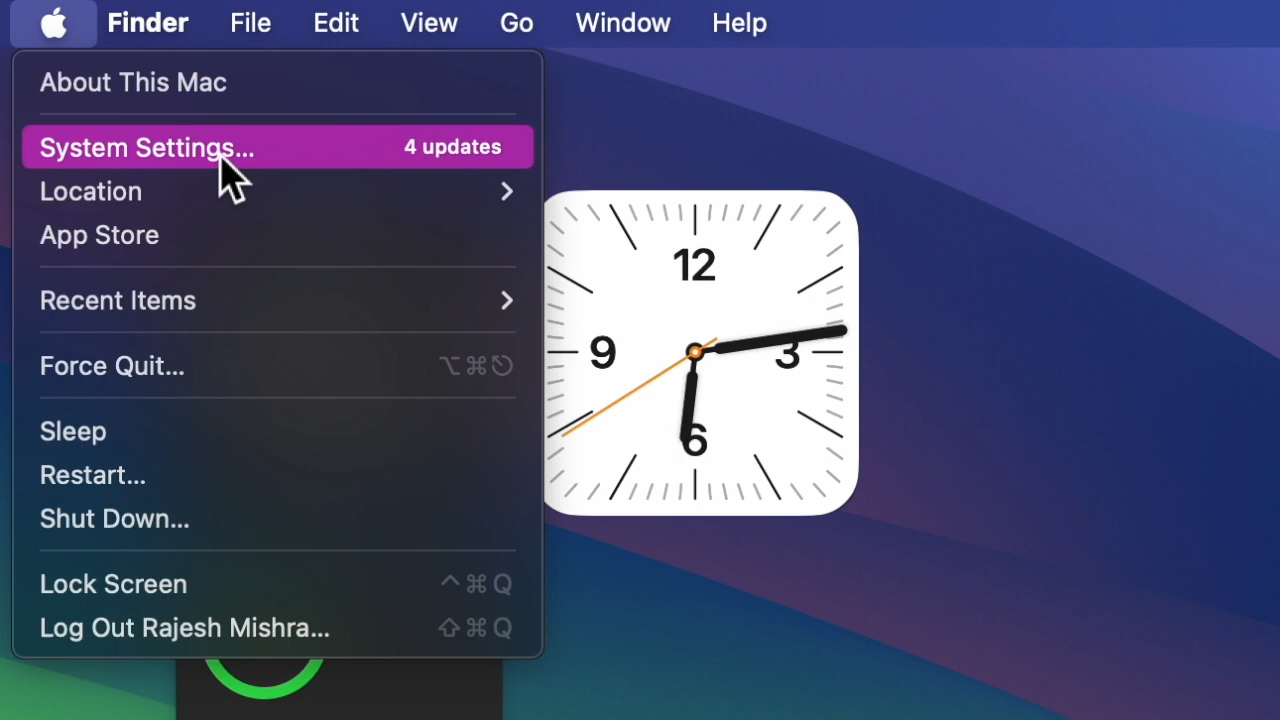 Finder File Edit View Go Window Help
About This Mac
System Settings... 4 updates
Location
App Store
Recent Items
Force Quit... ⌥⌘⎋
Sleep
Restart...
Shut Down...
Lock Screen ^⌘Q
Log Out Rajesh Mishra... ⇧⌘Q
12
9
3
6